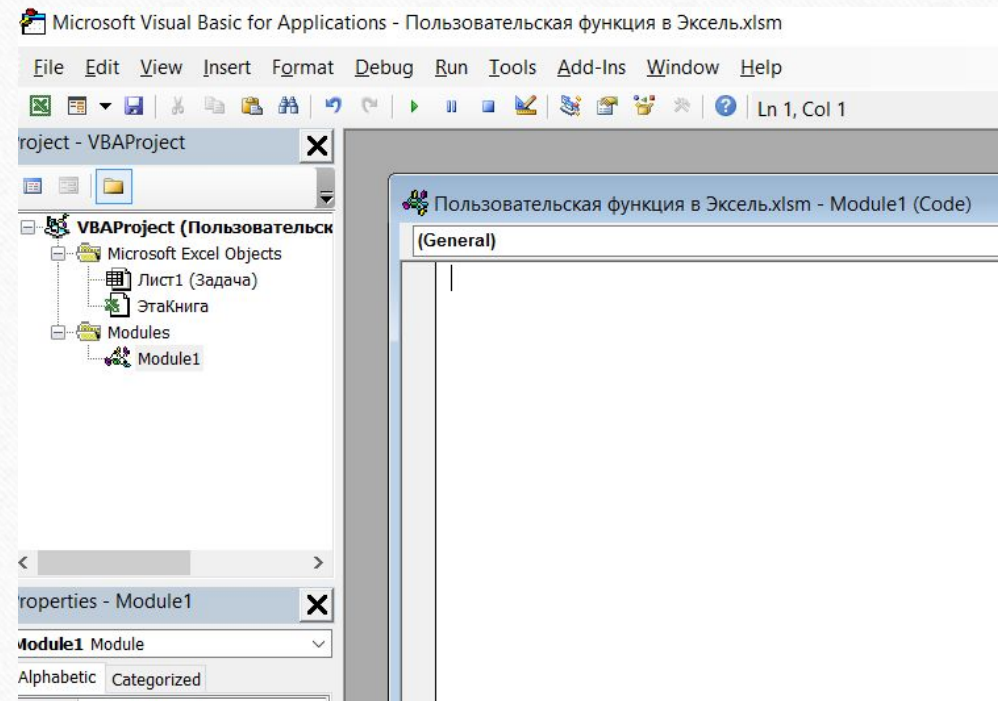 Microsoft Visual Basic for Applications - Пользовательская функция в Эксель.xlsm
File Edit View Insert Format Debug Run Tools Add-Ins Window Help
Ln 1, Col 1
roject - VBAProject
VBAProject (Пользовательск
Microsoft Excel Objects
Лист1 (Задача)
ЭтаКнига
Modules
Module1
roperties - Module1
Module1 Module
Alphabetic Categorized
Пользовательская функция в Эксель.xlsm - Module1 (Code)
(General)